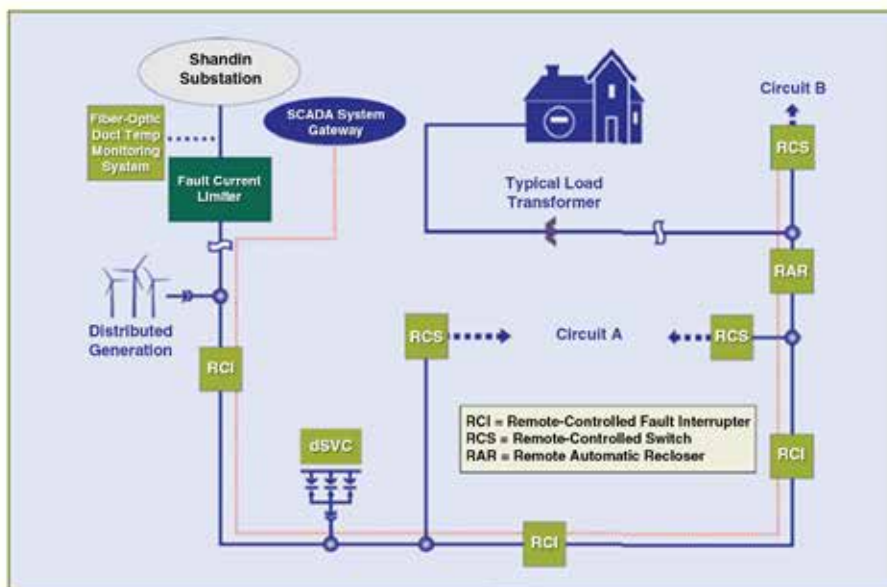 Shandin
Substation
Fiber-Optic
Duct Temp
Monitoring
System
SCADA System
Gateway
Fault Current
Limiter
Typical Load
Transformer
Circuit B
RCS
RAR
Distributed
Generation
RCI
RCS
Circuit A
RCS
dSVC
RCI = Remote-Controlled Fault Interrupter
RCS = Remote-Controlled Switch
RAR = Remote Automatic Recloser
RCI
RCI